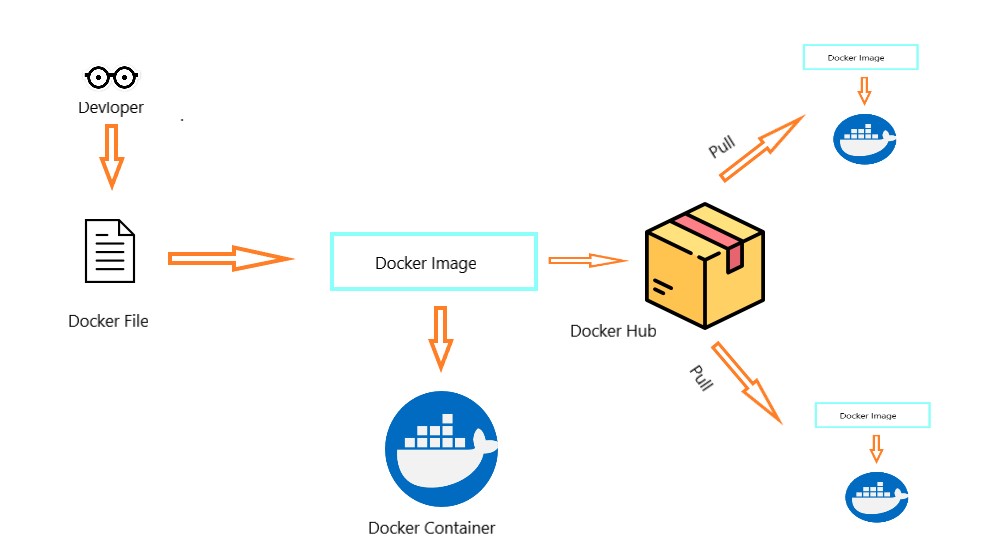 Devloper
Docker File
Docker Image
Docker Container
Docker Hub
Pull
Docker Image
Pull
Docker Image